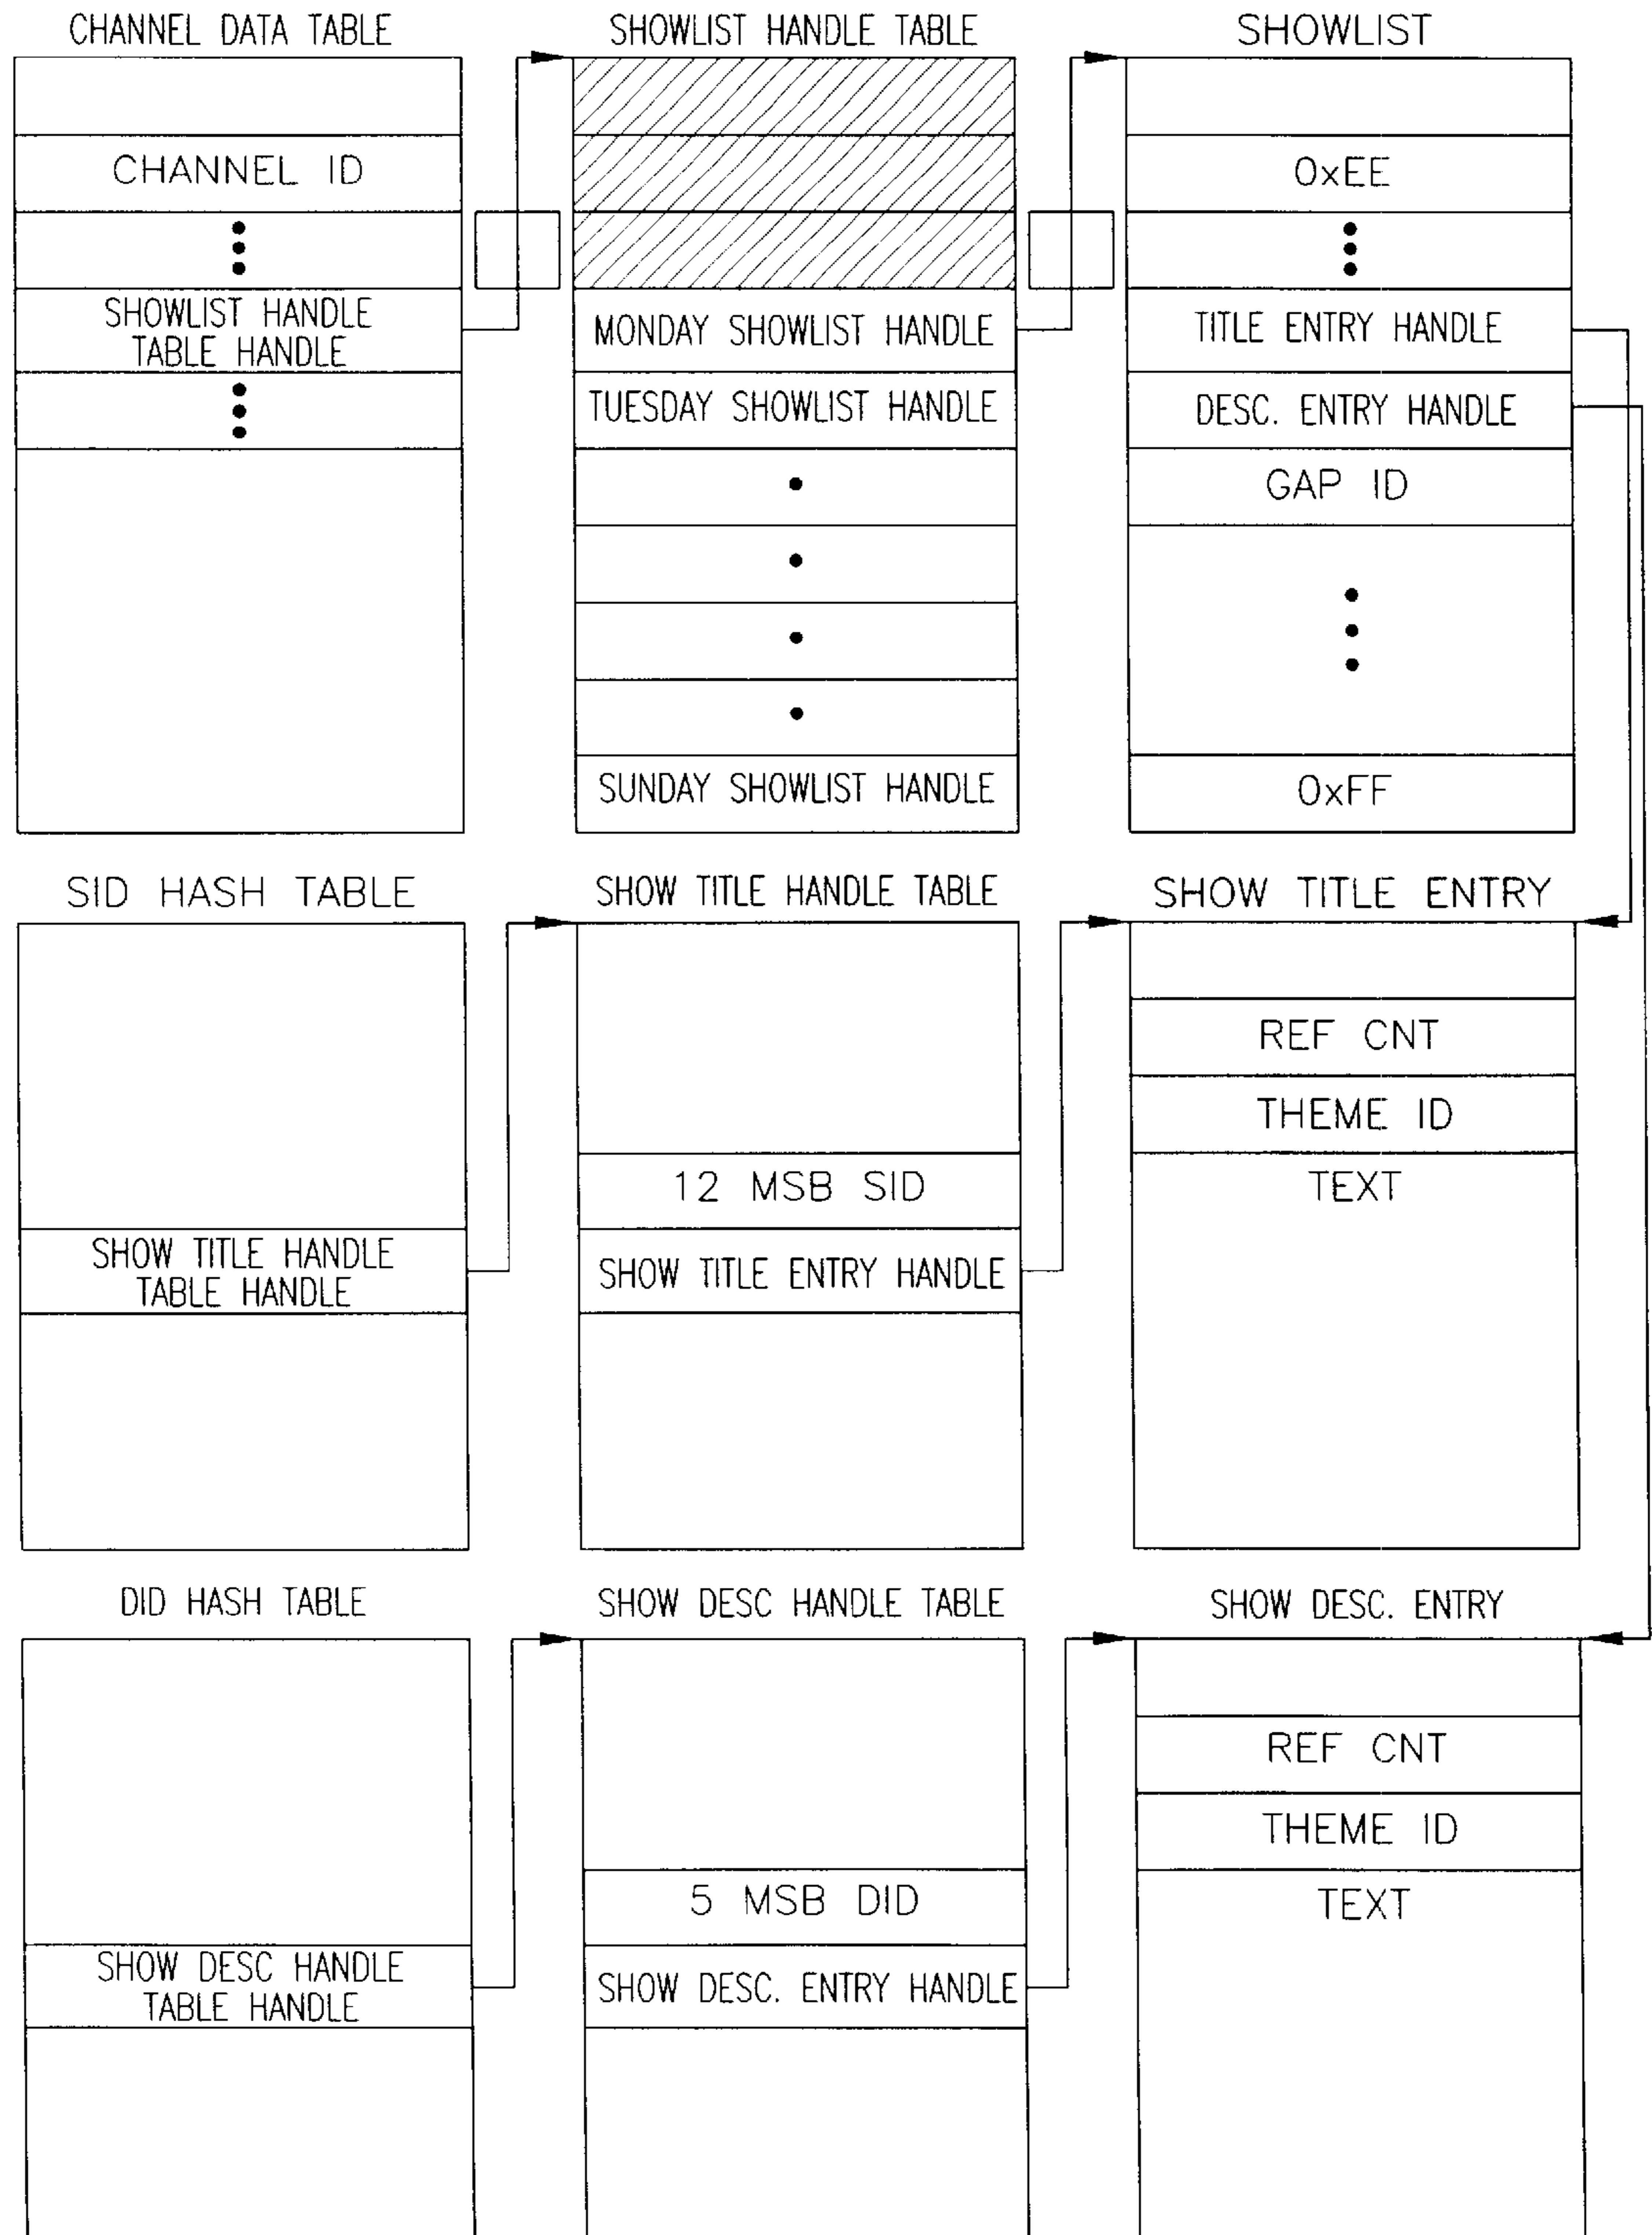 CHANNEL DATA TABLE
CHANNEL ID
SHOWLIST HANDLE
TABLE HANDLE
SHOWLIST HANDLE TABLE
MONDAY SHOWLIST HANDLE
TUESDAY SHOWLIST HANDLE
SUNDAY SHOWLIST HANDLE
SHOWLIST
0xEE
TITLE ENTRY HANDLE
DESC. ENTRY HANDLE
GAP ID
0xFF
SID HASH TABLE
SHOW TITLE HANDLE
TABLE HANDLE
SHOW TITLE HANDLE TABLE
12 MSB SID
SHOW TITLE ENTRY HANDLE
SHOW TITLE ENTRY
REF CNT
THEME ID
TEXT
DID HASH TABLE
SHOW DESC HANDLE
TABLE HANDLE
SHOW DESC HANDLE TABLE
5 MSB DID
SHOW DESC. ENTRY HANDLE
SHOW DESC. ENTRY
REF CNT
THEME ID
TEXT